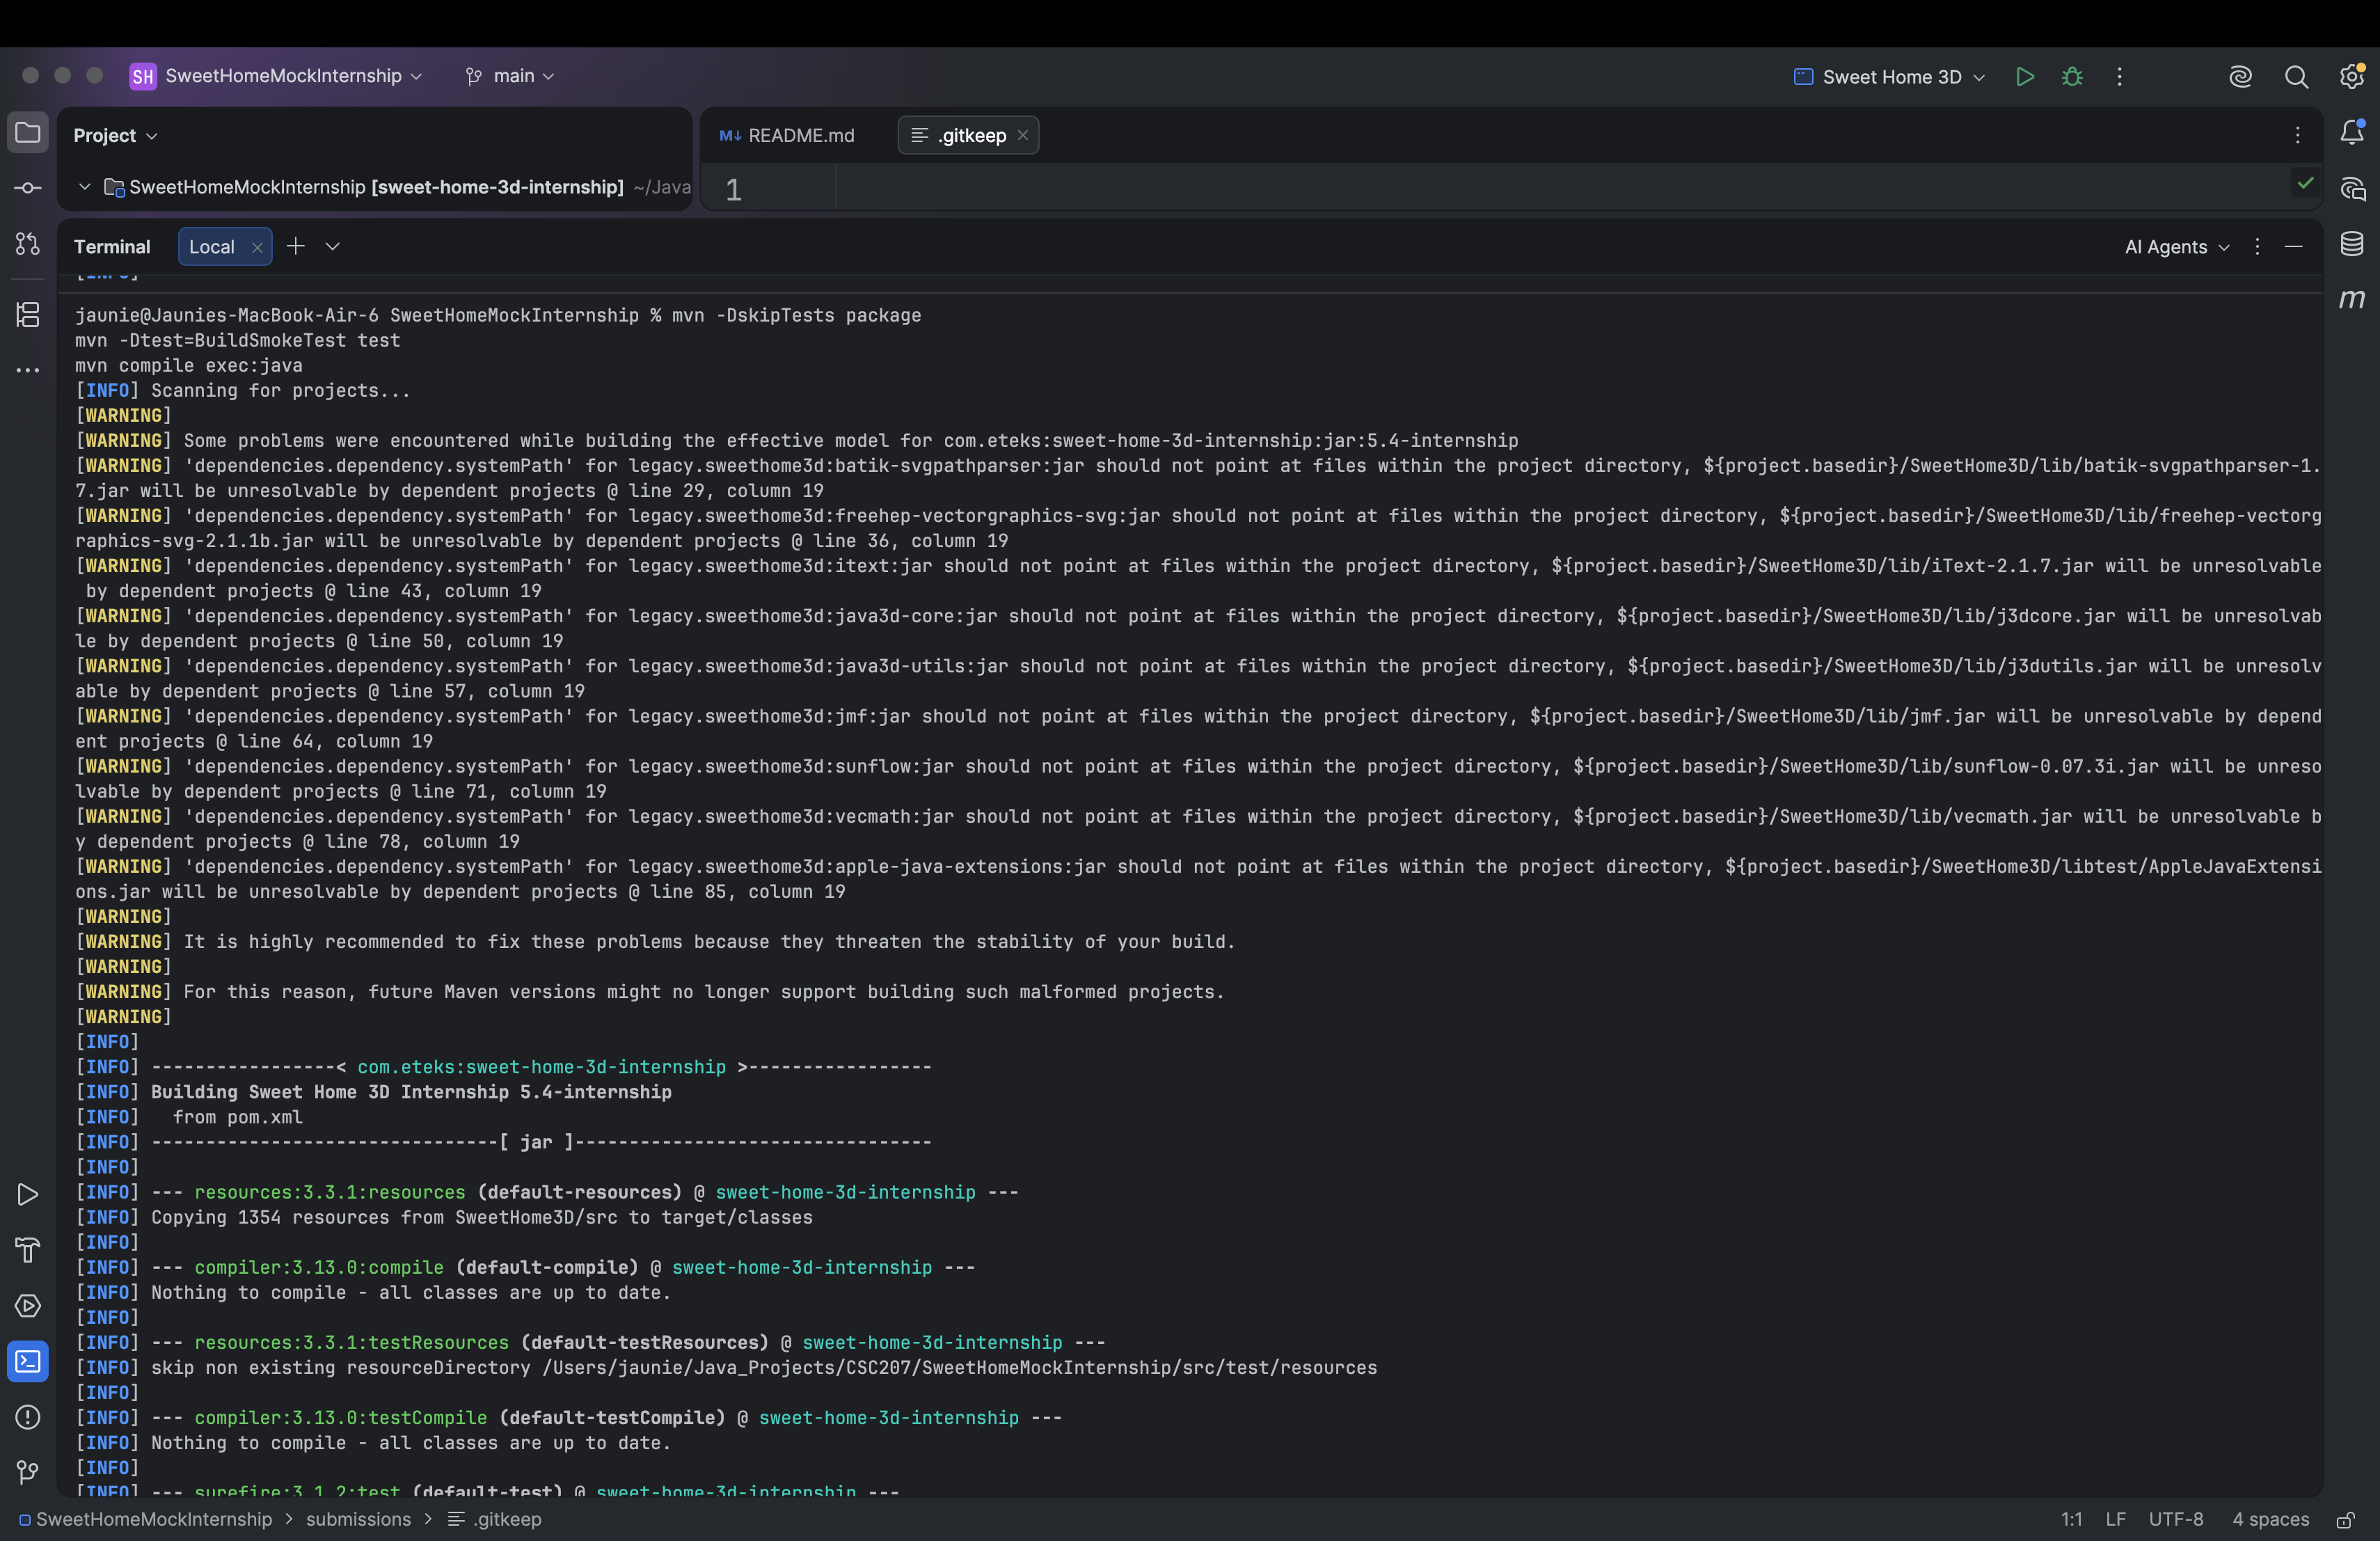 SH SweetHomeMockInternship main Sweet Home 3D
Project
README.md .gitkeep
SweetHomeMockInternship [sweet-home-3d-internship] ~/Java
1
Terminal Local AI Agents
[INFO]
jaunie@Jaunies-MacBook-Air-6 SweetHomeMockInternship % mvn -DskipTests package
mvn -Dtest=BuildSmokeTest test
mvn compile exec:java
[INFO] Scanning for projects...
[WARNING]
[WARNING] Some problems were encountered while building the effective model for com.eteks:sweet-home-3d-internship:jar:5.4-internship
[WARNING] 'dependencies.dependency.systemPath' for legacy.sweethome3d:batik-svgpathparser:jar should not point at files within the project directory, ${project.basedir}/SweetHome3D/lib/batik-svgpathparser-1.
7.jar will be unresolvable by dependent projects @ line 29, column 19
[WARNING] 'dependencies.dependency.systemPath' for legacy.sweethome3d:freehep-vectorgraphics-svg:jar should not point at files within the project directory, ${project.basedir}/SweetHome3D/lib/freehep-vectorg
raphics-svg-2.1.1b.jar will be unresolvable by dependent projects @ line 36, column 19
[WARNING] 'dependencies.dependency.systemPath' for legacy.sweethome3d:itext:jar should not point at files within the project directory, ${project.basedir}/SweetHome3D/lib/iText-2.1.7.jar will be unresolvable
by dependent projects @ line 43, column 19
[WARNING] 'dependencies.dependency.systemPath' for legacy.sweethome3d:java3d-core:jar should not point at files within the project directory, ${project.basedir}/SweetHome3D/lib/j3dcore.jar will be unresolvab
le by dependent projects @ line 50, column 19
[WARNING] 'dependencies.dependency.systemPath' for legacy.sweethome3d:java3d-utils:jar should not point at files within the project directory, ${project.basedir}/SweetHome3D/lib/j3dutils.jar will be unresolv
able by dependent projects @ line 57, column 19
[WARNING] 'dependencies.dependency.systemPath' for legacy.sweethome3d:jmf:jar should not point at files within the project directory, ${project.basedir}/SweetHome3D/lib/jmf.jar will be unresolvable by depend
ent projects @ line 64, column 19
[WARNING] 'dependencies.dependency.systemPath' for legacy.sweethome3d:sunflow:jar should not point at files within the project directory, ${project.basedir}/SweetHome3D/lib/sunflow-0.07.3i.jar will be unreso
lvable by dependent projects @ line 71, column 19
[WARNING] 'dependencies.dependency.systemPath' for legacy.sweethome3d:vecmath:jar should not point at files within the project directory, ${project.basedir}/SweetHome3D/lib/vecmath.jar will be unresolvable b
y dependent projects @ line 78, column 19
[WARNING] 'dependencies.dependency.systemPath' for legacy.sweethome3d:apple-java-extensions:jar should not point at files within the project directory, ${project.basedir}/SweetHome3D/libtest/AppleJavaExtensi
ons.jar will be unresolvable by dependent projects @ line 85, column 19
[WARNING]
[WARNING] It is highly recommended to fix these problems because they threaten the stability of your build.
[WARNING]
[WARNING] For this reason, future Maven versions might no longer support building such malformed projects.
[WARNING]
[INFO]
[INFO] -----------------< com.eteks:sweet-home-3d-internship >-----------------
[INFO] Building Sweet Home 3D Internship 5.4-internship
[INFO]   from pom.xml
[INFO] --------------------------------[ jar ]---------------------------------
[INFO]
[INFO] --- resources:3.3.1:resources (default-resources) @ sweet-home-3d-internship ---
[INFO] Copying 1354 resources from SweetHome3D/src to target/classes
[INFO]
[INFO] --- compiler:3.13.0:compile (default-compile) @ sweet-home-3d-internship ---
[INFO] Nothing to compile - all classes are up to date.
[INFO]
[INFO] --- resources:3.3.1:testResources (default-testResources) @ sweet-home-3d-internship ---
[INFO] skip non existing resourceDirectory /Users/jaunie/Java_Projects/CSC207/SweetHomeMockInternship/src/test/resources
[INFO]
[INFO] --- compiler:3.13.0:testCompile (default-testCompile) @ sweet-home-3d-internship ---
[INFO] Nothing to compile - all classes are up to date.
[INFO]
[INFO] --- surefire:3.1.2:test (default-test) @ sweet-home-3d-internship ---
SweetHomeMockInternship > submissions > .gitkeep 1:1 LF UTF-8 4 spaces